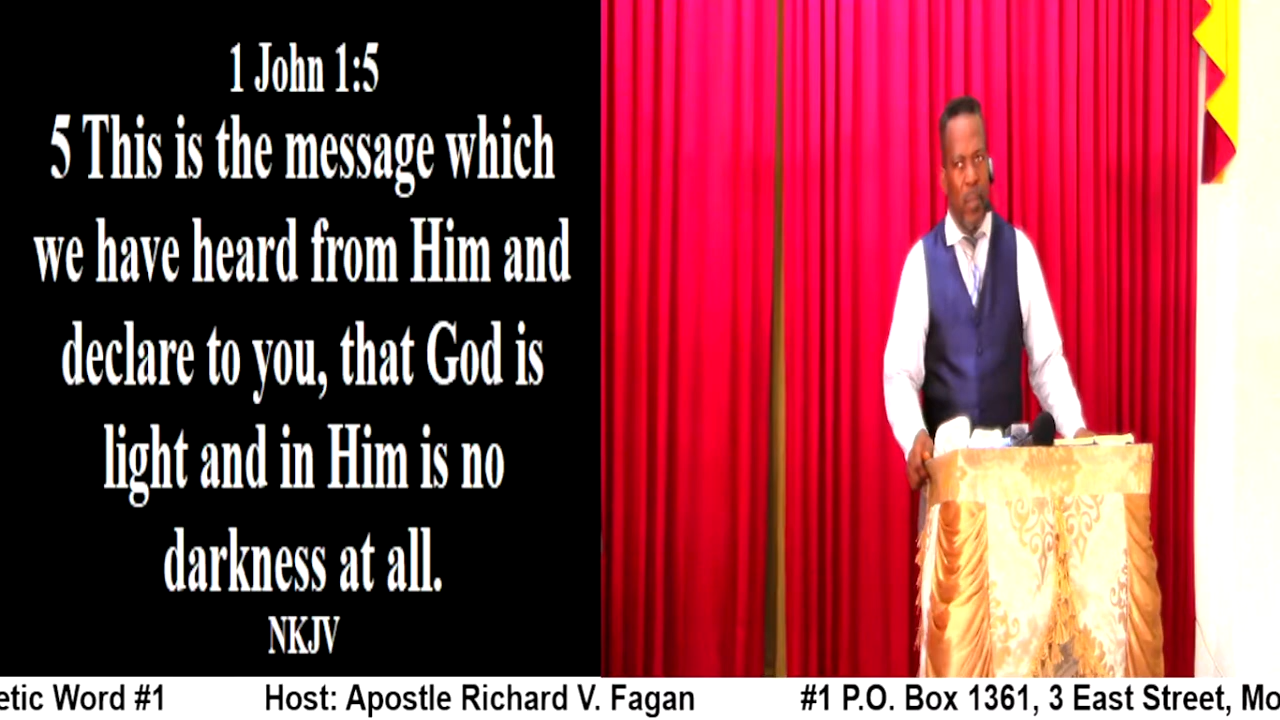 1 John 1:5
5 This is the message which
we have heard from Him and
declare to you, that God is
light and in Him is no
darkness at all.
NKJV
etic Word #1 Host: Apostle Richard V. Fagan #1 P.O. Box 1361, 3 East Street, Mo